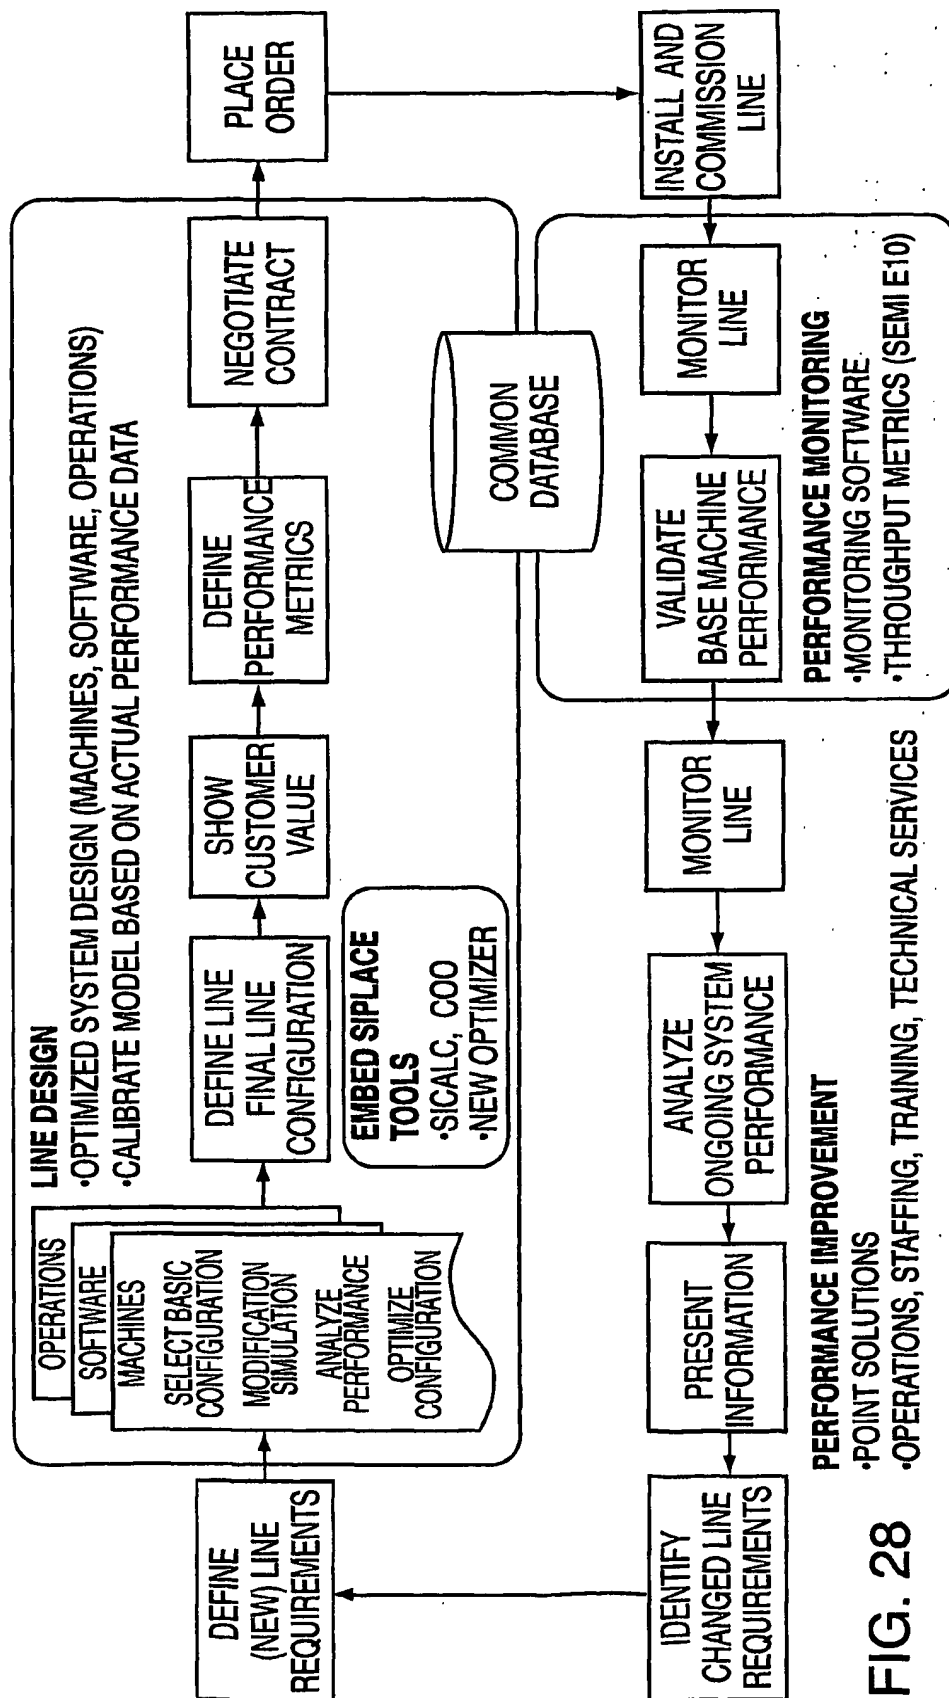 LINE DESIGN
•OPTIMIZED SYSTEM DESIGN (MACHINES, SOFTWARE, OPERATIONS)
•CALIBRATE MODEL BASED ON ACTUAL PERFORMANCE DATA
DEFINE
(NEW) LINE
REQUIREMENTS
OPERATIONS
SOFTWARE
MACHINES
SELECT BASIC
CONFIGURATION
MODIFICATION
SIMULATION
ANALYZE
PERFORMANCE
OPTIMIZE
CONFIGURATION
DEFINE LINE
FINAL LINE
CONFIGURATION
SHOW
CUSTOMER
VALUE
DEFINE
PERFORMANCE
METRICS
NEGOTIATE
CONTRACT
PLACE
ORDER
EMBED SIPLACE
TOOLS
•SICALC, COO
•NEW OPTIMIZER
COMMON
DATABASE
IDENTIFY
CHANGED LINE
REQUIREMENTS
PRESENT
INFORMATION
ANALYZE
ONGOING SYSTEM
PERFORMANCE
MONITOR
LINE
VALIDATE
BASE MACHINE
PERFORMANCE
MONITOR
LINE
INSTALL AND
COMMISSION
LINE
PERFORMANCE IMPROVEMENT
•POINT SOLUTIONS
•OPERATIONS, STAFFING, TRAINING, TECHNICAL SERVICES
PERFORMANCE MONITORING
•MONITORING SOFTWARE
•THROUGHPUT METRICS (SEMI E10)
FIG. 28